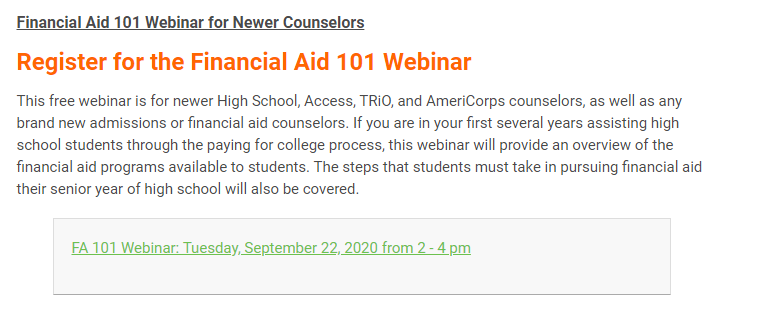 Financial Aid 101 Webinar for Newer Counselors
Register for the Financial Aid 101 Webinar
This free webinar is for newer High School, Access, TRiO, and AmeriCorps counselors, as well as any
brand new admissions or financial aid counselors. If you are in your first several years assisting high
school students through the paying for college process, this webinar will provide an overview of the
financial aid programs available to students. The steps that students must take in pursuing financial aid
their senior year of high school will also be covered.
FA 101 Webinar: Tuesday, September 22, 2020 from 2 - 4 pm